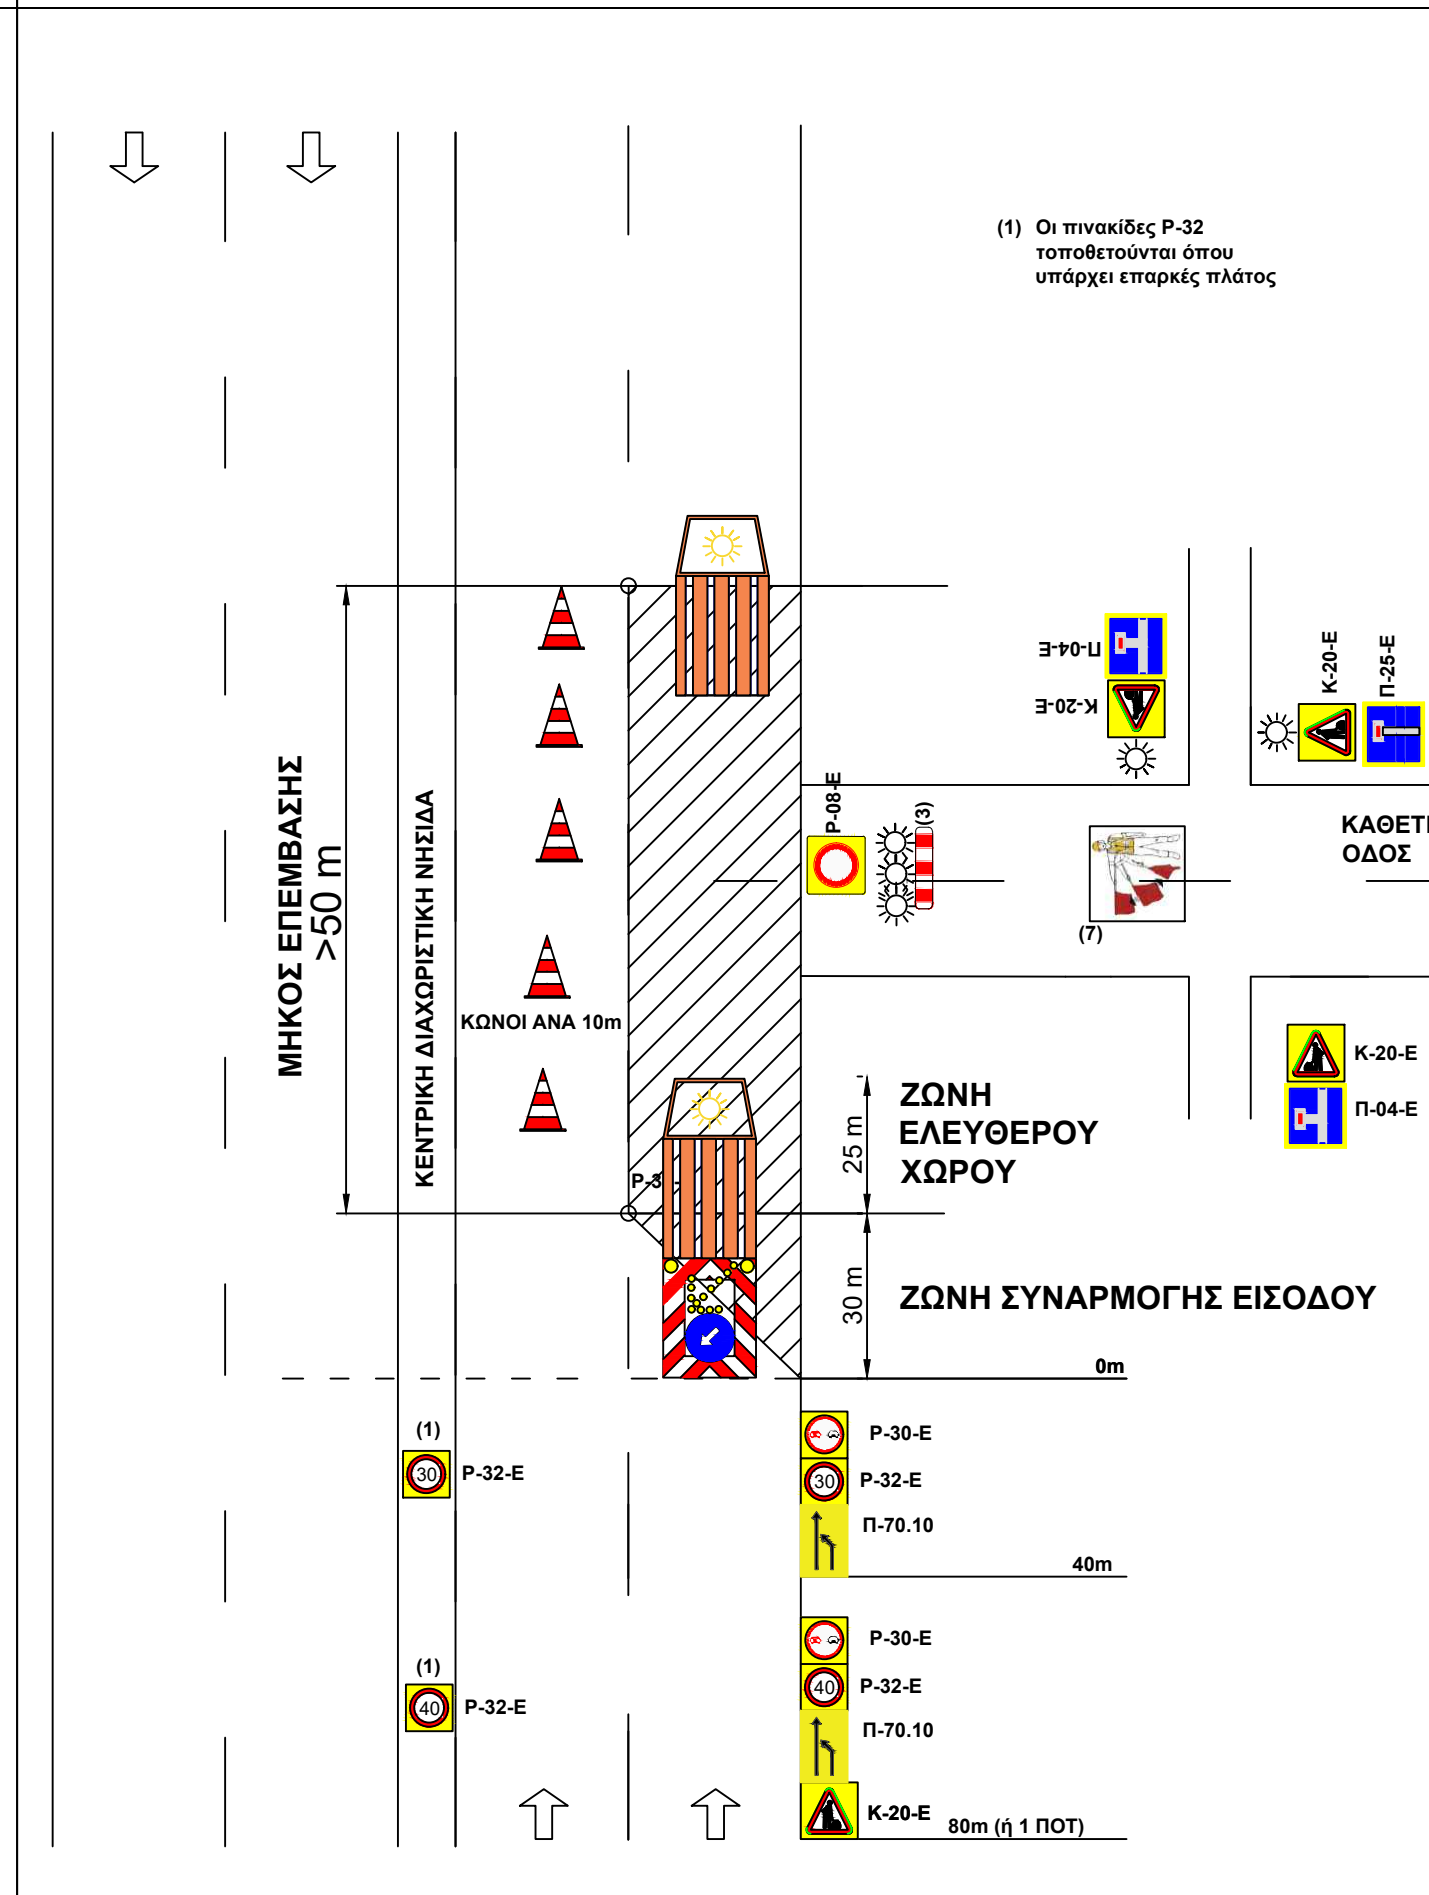 (1) Οι πινακίδες Ρ-32
τοποθετούνται όπου
υπάρχει επαρκές πλάτος
Π-04-Ε
Κ-20-Ε
Κ-20-Ε
Π-25-Ε
ΜΗΚΟΣ ΕΠΕΜΒΑΣΗΣ
>50 m
ΚΕΝΤΡΙΚΗ ΔΙΑΧΩΡΙΣΤΙΚΗ ΝΗΣΙΔΑ
Ρ-08-Ε
(3)
ΚΑΘΕΤΗ
ΟΔΟΣ
(7)
ΚΩΝΟΙ ΑΝΑ 10m
Κ-20-Ε
Π-04-Ε
25 m
ΖΩΝΗ
ΕΛΕΥΘΕΡΟΥ
ΧΩΡΟΥ
30 m
ΖΩΝΗ ΣΥΝΑΡΜΟΓΗΣ ΕΙΣΟΔΟΥ
0m
(1)
30
Ρ-32-Ε
Ρ-30-Ε
30
Ρ-32-Ε
Π-70.10
40m
(1)
40
Ρ-32-Ε
Ρ-30-Ε
40
Ρ-32-Ε
Π-70.10
Κ-20-Ε
80m (ή 1 ΠΟΤ)